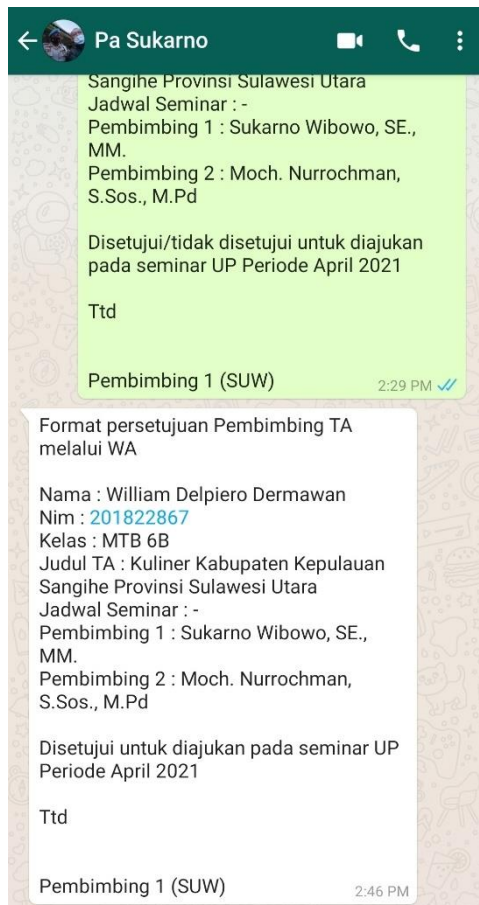 Pa Sukarno
Sangihe Provinsi Sulawesi Utara
Jadwal Seminar : -
Pembimbing 1 : Sukarno Wibowo, SE.,
MM.
Pembimbing 2 : Moch. Nurrochman,
S.Sos., M.Pd
Disetujui/tidak disetujui untuk diajukan
pada seminar UP Periode April 2021
Ttd
Pembimbing 1 (SUW)
2:29 PM
Format persetujuan Pembimbing TA
melalui WA
Nama : William Delpiero Dermawan
Nim : 201822867
Kelas : MTB 6B
Judul TA : Kuliner Kabupaten Kepulauan
Sangihe Provinsi Sulawesi Utara
Jadwal Seminar : -
Pembimbing 1 : Sukarno Wibowo, SE.,
MM.
Pembimbing 2 : Moch. Nurrochman,
S.Sos., M.Pd
Disetujui untuk diajukan pada seminar UP
Periode April 2021
Ttd
Pembimbing 1 (SUW)
2:46 PM